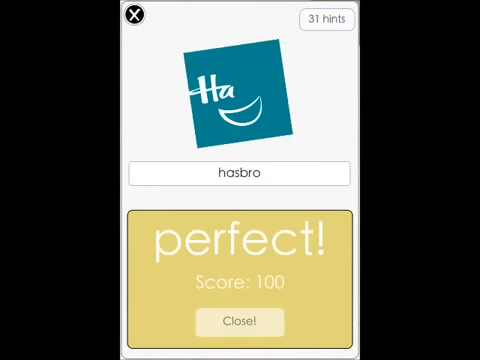 X
31 hints
Ha
hasbro
perfect!
Score: 100
Close!